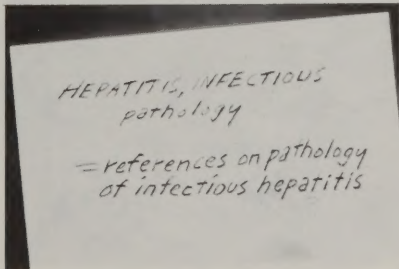 HEPATITIS, INFECTIOUS
pathology
= references on pathology
of infectious hepatitis